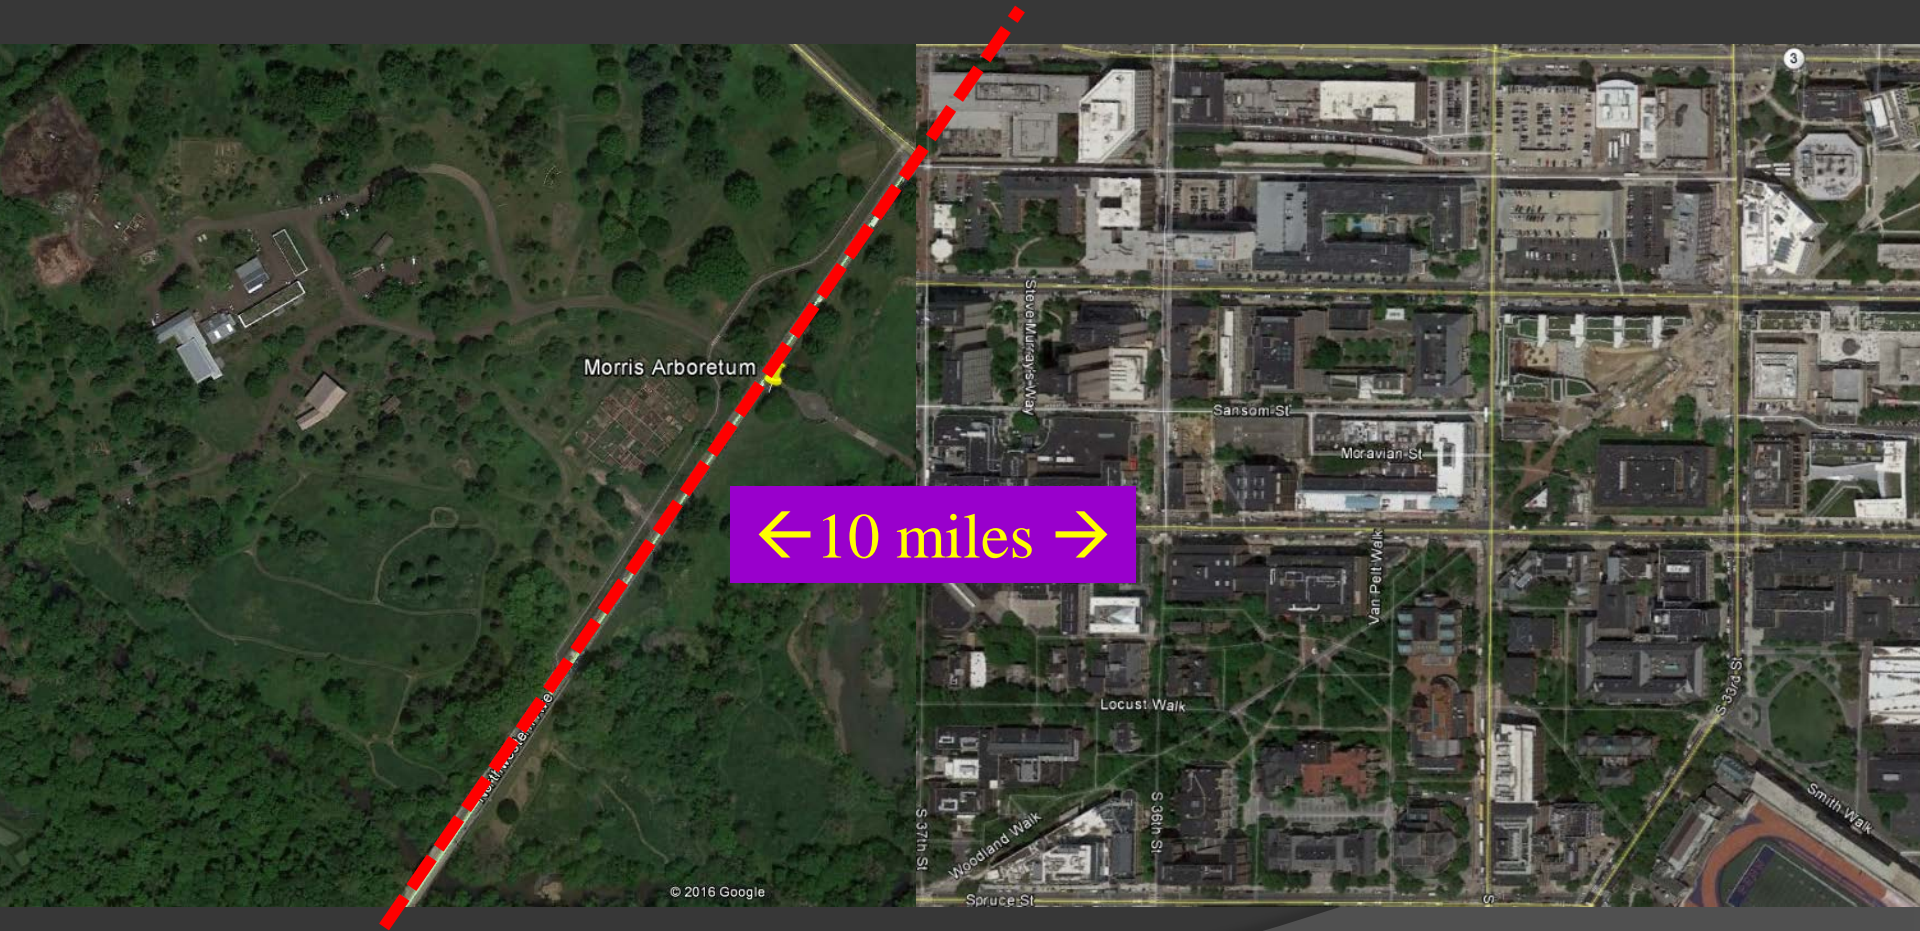 3
Steve Murray's Way
Morris Arboretum
Sansom St
Moravian St
←10 miles →
Van Pelt Walk
S 33rd St
Locust Walk
Smith Walk
S 37th St
S 36th St
Woodland Walk
© 2016 Google
Spruce St
S